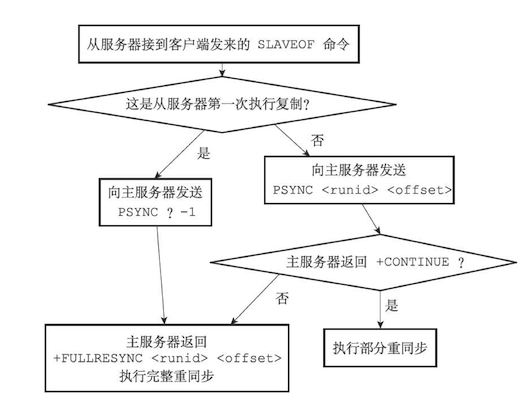 从服务器接到客户端发来的 SLAVEOF 命令
这是从服务器第一次执行复制?
是
否
向主服务器发送
PSYNC ? -1
向主服务器发送
PSYNC <runid> <offset>
主服务器返回 +CONTINUE ?
否
是
主服务器返回
+FULLRESYNC <runid> <offset>
执行完整重同步
执行部分重同步